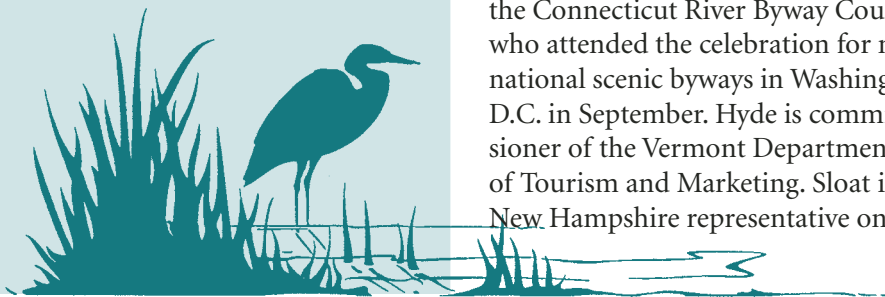 the Connecticut River Byway Cou
who attended the celebration for
national scenic byways in Washing
D.C. in September. Hyde is comm
sioner of the Vermont Departmen
of Tourism and Marketing. Sloat i
New Hampshire representative on